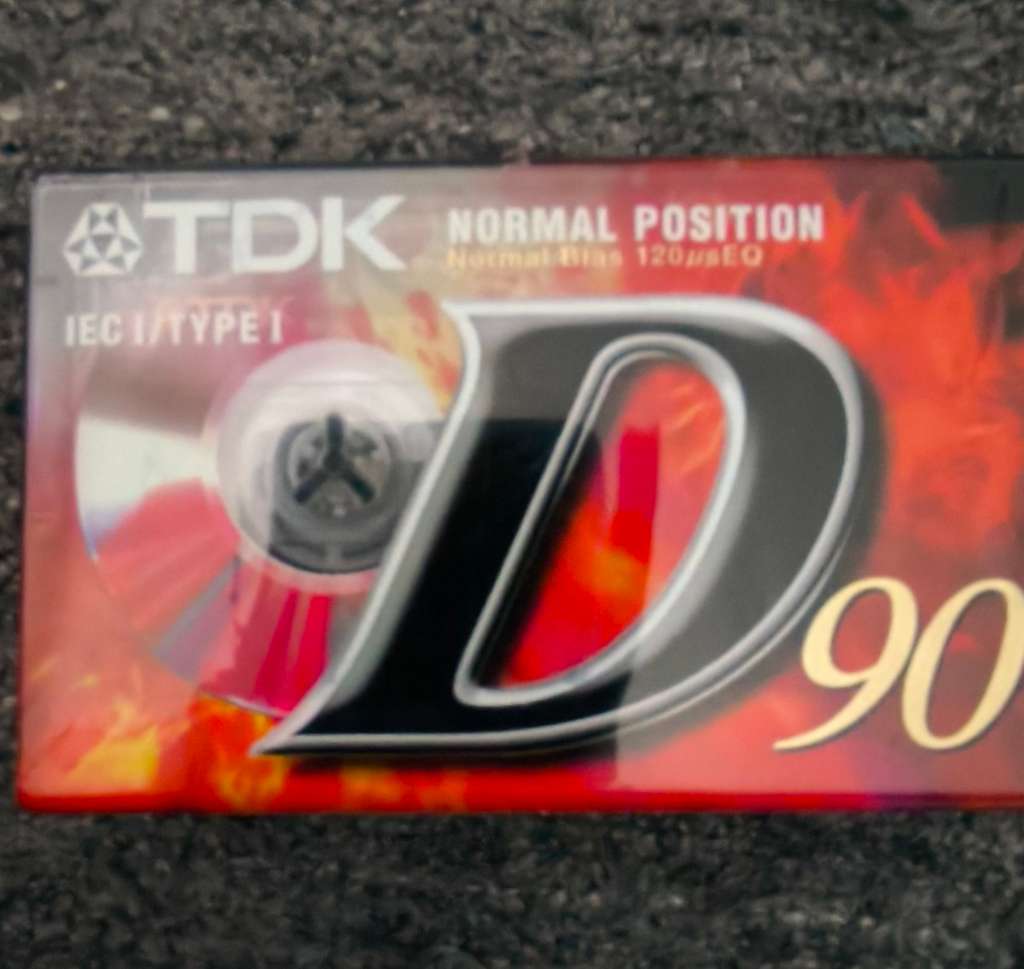 TDK
NORMAL POSITION
Normal Bias 120μsEQ
IEC I/TYPE I
D
90